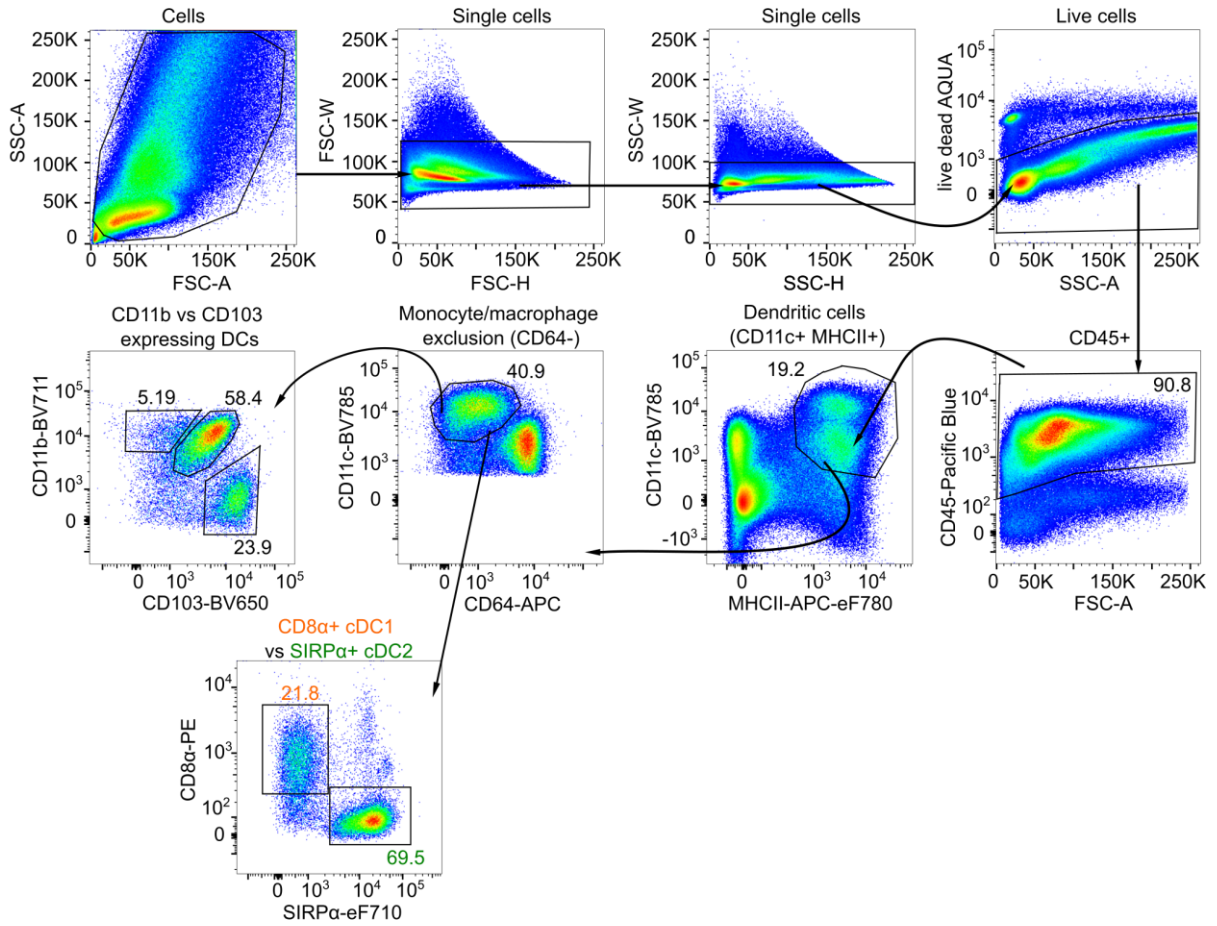 Cells
250K
200K
150K
100K
50K
0
SSC-A
0 50K 150K 250K
FSC-A
Single cells
250K
200K
150K
100K
50K
0
FSC-W
0 50K 150K 250K
FSC-H
Single cells
250K
200K
150K
100K
50K
0
SSC-W
0 50K 150K 250K
SSC-H
Live cells
10^5
10^4
10^3
0
live dead AQUA
0 50K 150K 250K
SSC-A
CD11b vs CD103
expressing DCs
5.19 58.4
10^5
10^4
10^3
0
CD11b-BV711
23.9
0 10^3 10^4 10^5
CD103-BV650
Monocyte/macrophage
exclusion (CD64-)
40.9
10^5
10^4
10^3
0
CD11c-BV785
0 10^3 10^4
CD64-APC
Dendritic cells
(CD11c+ MHCII+)
19.2
10^5
10^4
10^3
0
-10^3
CD11c-BV785
0 10^3 10^4
MHCII-APC-eF780
CD45+
90.8
10^5
10^4
10^3
10^2
0
CD45-Pacific Blue
0 50K 150K 250K
FSC-A
CD8α+ cDC1
vs SIRPα+ cDC2
21.8
10^4
10^3
10^2
0
CD8α-PE
69.5
0 10^3 10^4 10^5
SIRPα-eF710